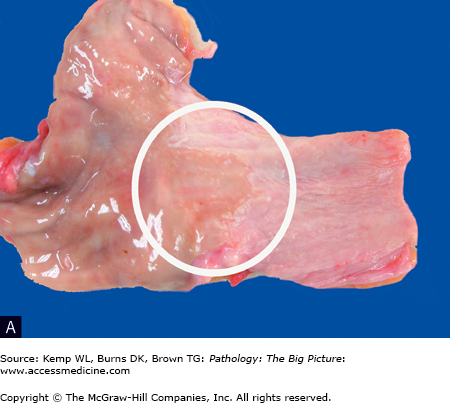 A
Source: Kemp WL, Burns DK, Brown TG: Pathology: The Big Picture:
www.accessmedicine.com
Copyright © The McGraw-Hill Companies, Inc. All rights reserved.